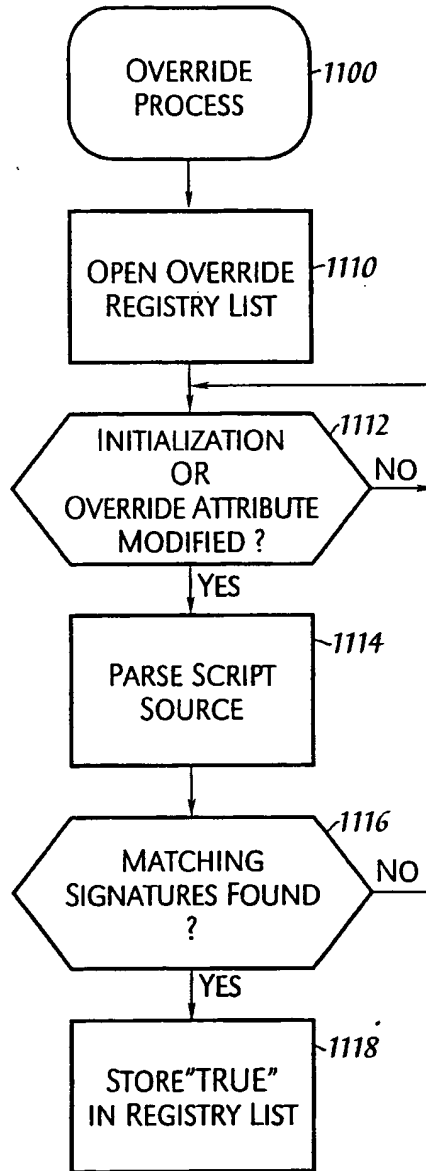 OVERRIDE
PROCESS
1100
OPEN OVERRIDE
REGISTRY LIST
1110
INITIALIZATION
OR
OVERRIDE ATTRIBUTE
MODIFIED ?
1112
NO
YES
PARSE SCRIPT
SOURCE
1114
MATCHING
SIGNATURES FOUND
?
1116
NO
YES
STORE"TRUE"
IN REGISTRY LIST
1118